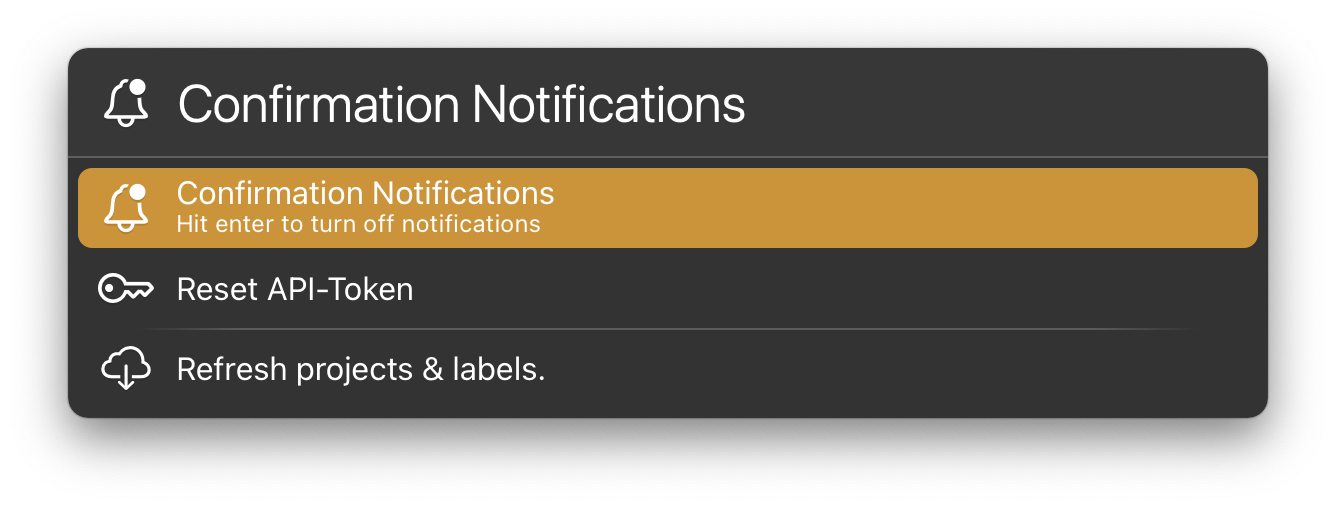 Confirmation Notifications
Confirmation Notifications
Hit enter to turn off notifications
Reset API-Token
Refresh projects & labels.